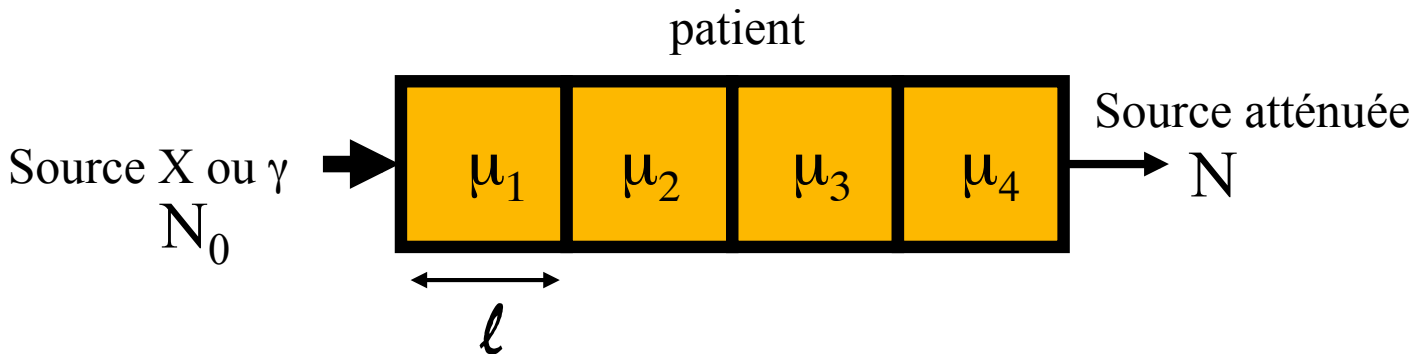 patient
Source X ou γ
N₀
μ₁ μ₂ μ₃ μ₄
Source atténuée
N
ℓ